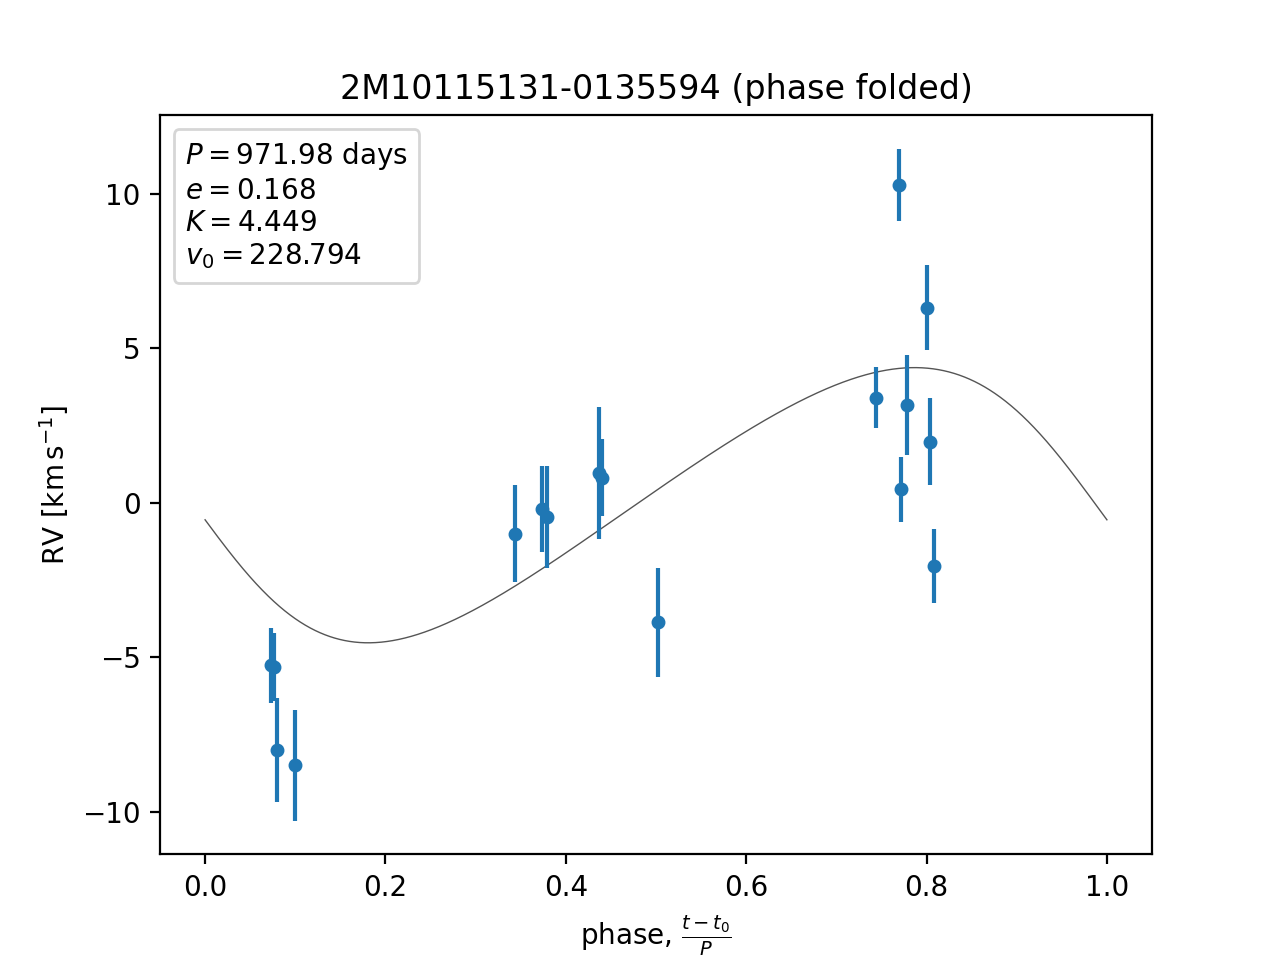 2M10115131-0135594 (phase folded)
P = 971.98 days
e = 0.168
K = 4.449
v₀ = 228.794
10
5
0
−5
−10
RV [km s⁻¹]
0.0 0.2 0.4 0.6 0.8 1.0
phase, (t − t₀)/P